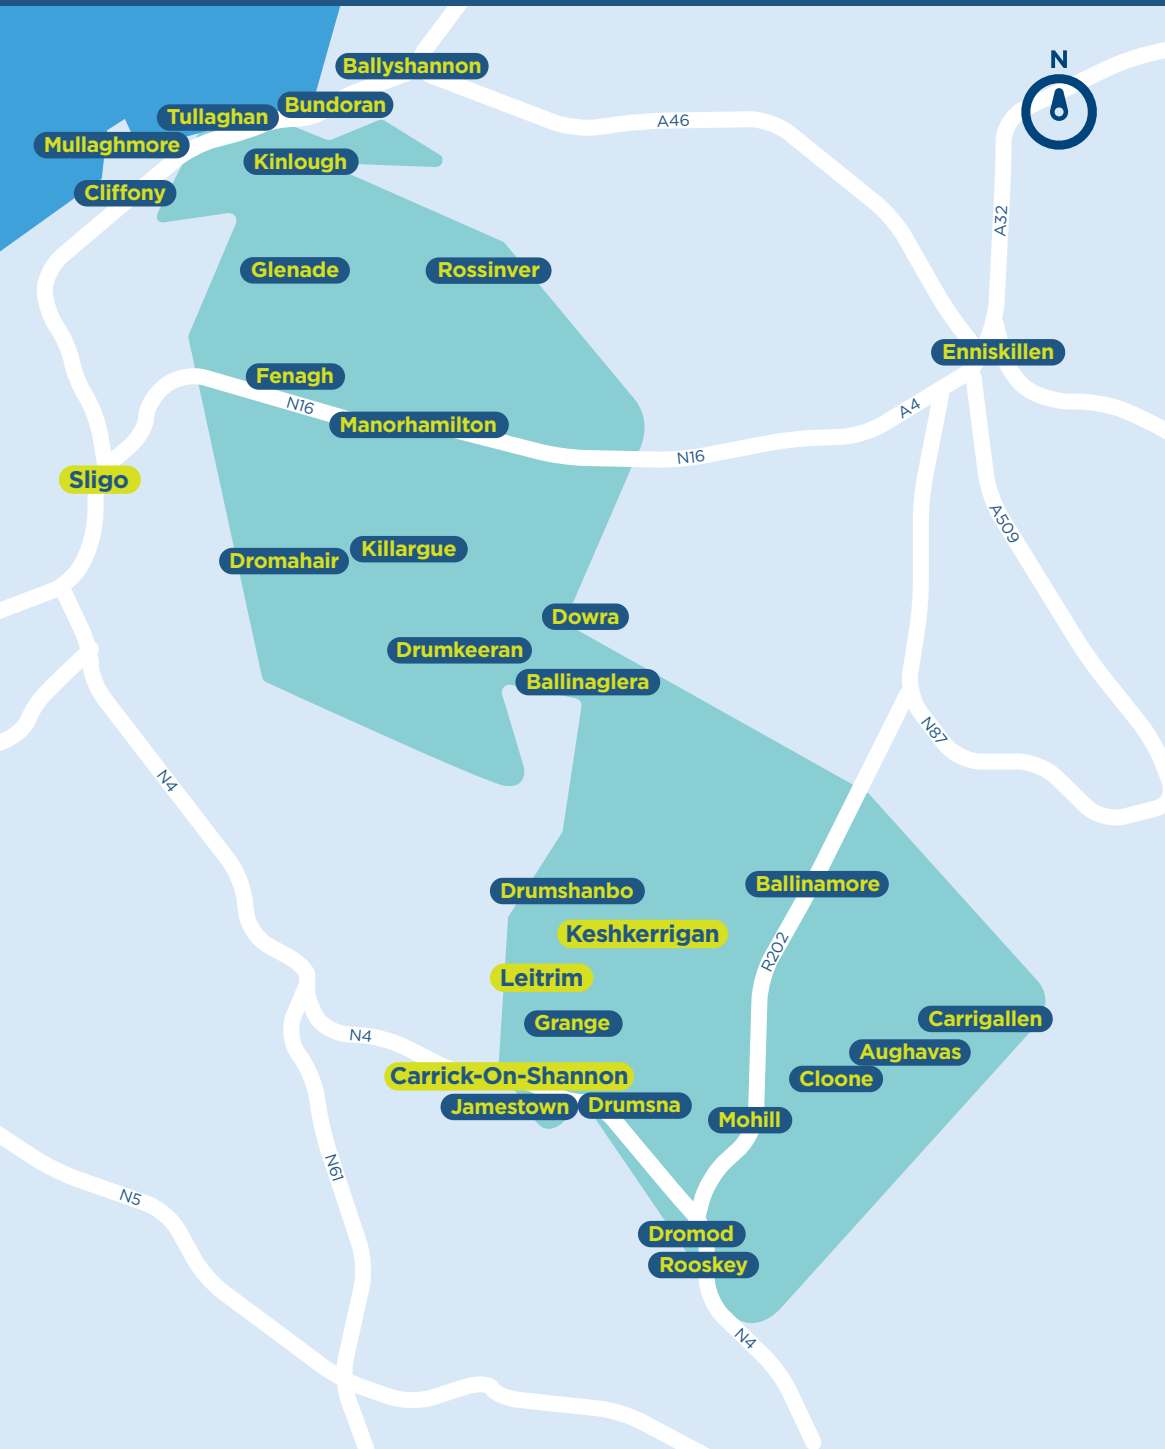 N
Ballyshannon
Bundoran
Tullaghan
A46
Mullaghmore
Kinlough
Cliffony
A32
Glenade
Rossinver
Enniskillen
Fenagh
N16
A4
Manorhamilton
N16
Sligo
A509
Killargue
Dromahair
Dowra
Drumkeeran
Ballinaglera
N87
N4
Ballinamore
Drumshanbo
Keshkerrigan
R202
Leitrim
Carrigallen
Grange
N4
Aughavas
Carrick-On-Shannon
Cloone
Jamestown
Drumsna
Mohill
N61
N5
Dromod
Rooskey
N4